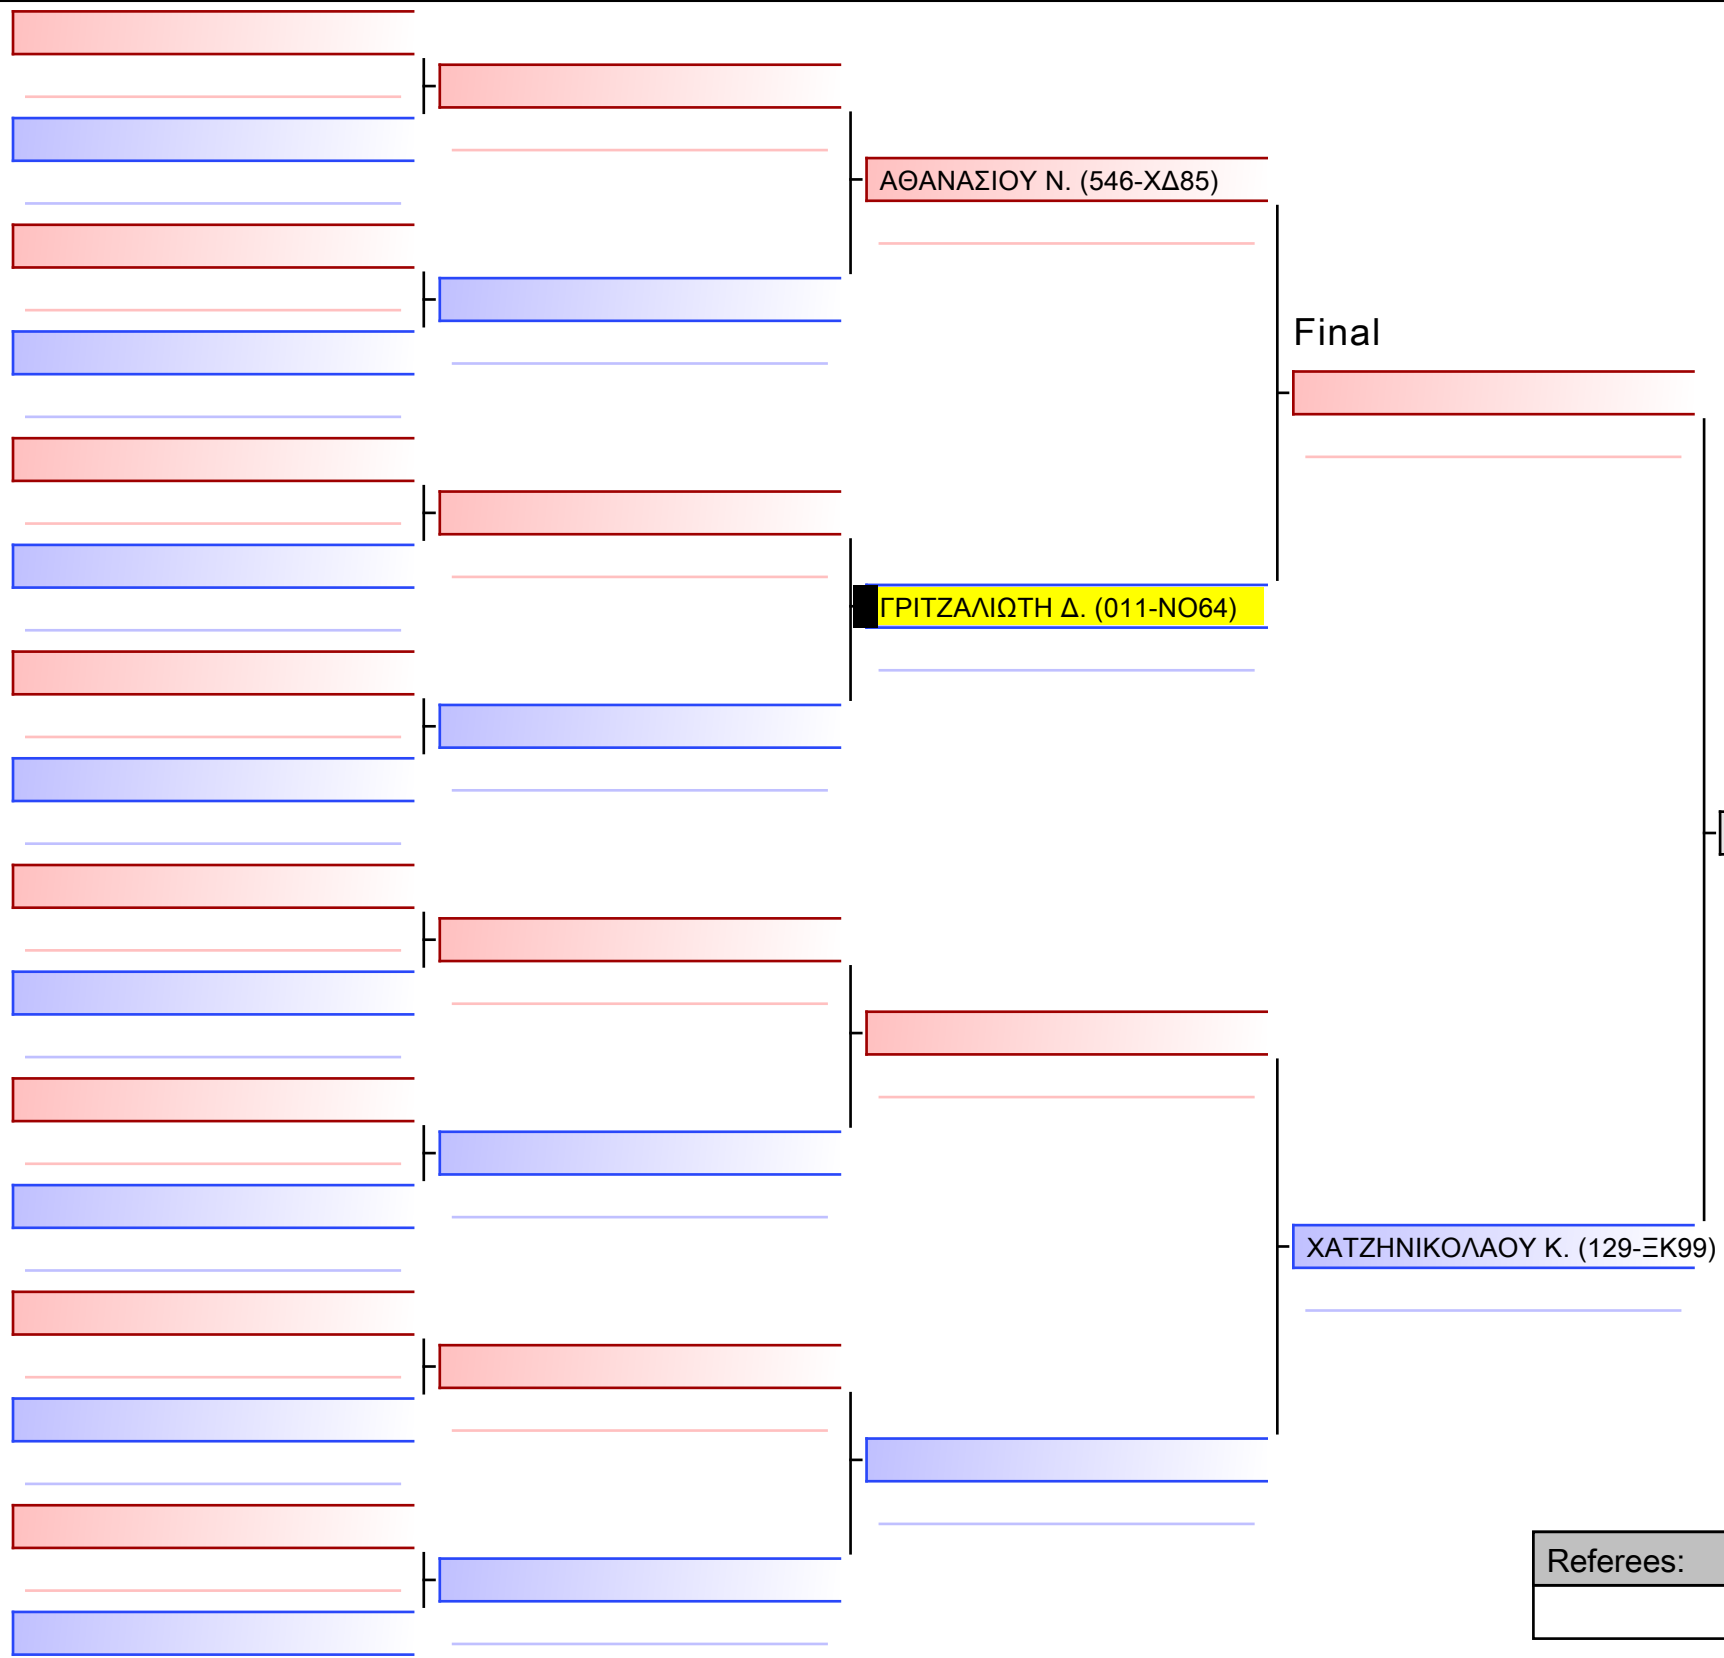 ΑΘΑΝΑΣΙΟΥ Ν. (546-ΧΔ85)
Final
ΓΡΙΤΖΑΛΙΩΤΗ Δ. (011-ΝΟ64)
ΧΑΤΖΗΝΙΚΟΛΑΟΥ Κ. (129-ΞΚ99)
Referees: